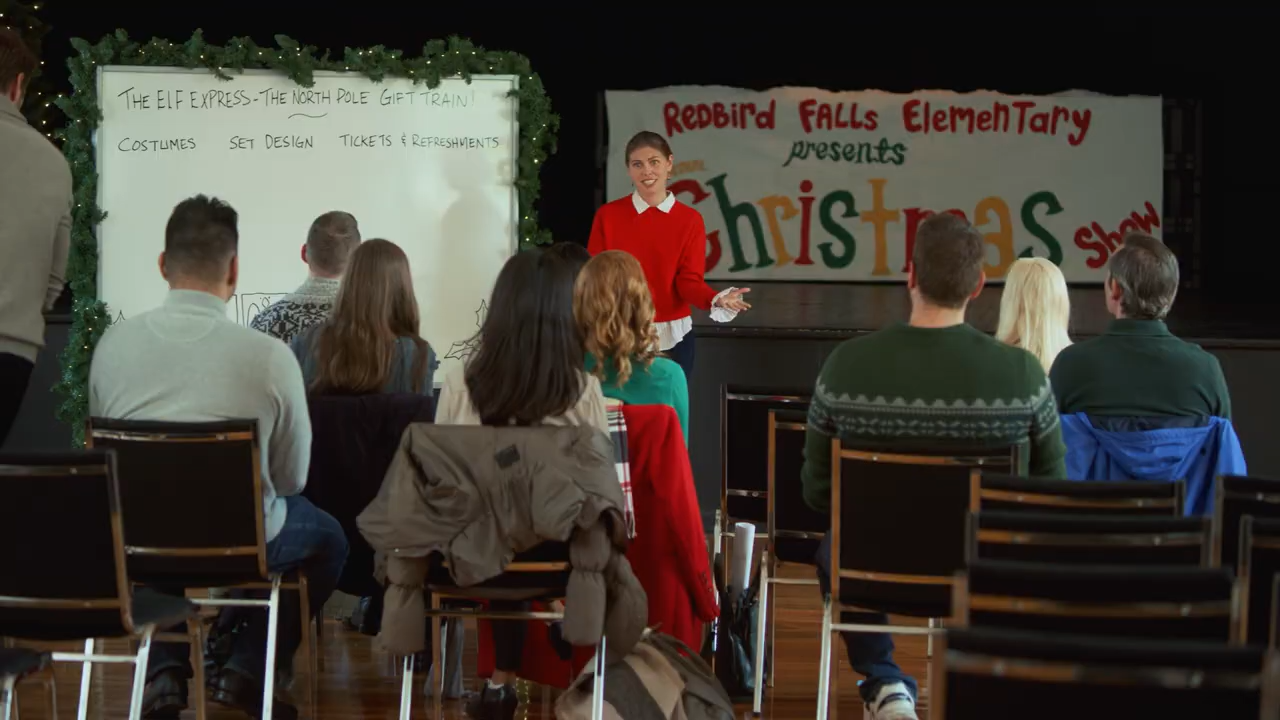 THE ELF EXPRESS-THE NORTH POLE GIFT TRAIN!
COSTUMES SET DESIGN TICKETS & REFRESHMENTS
REDBIRD FALLS ELEMENTARY
presents
Christmas
Show